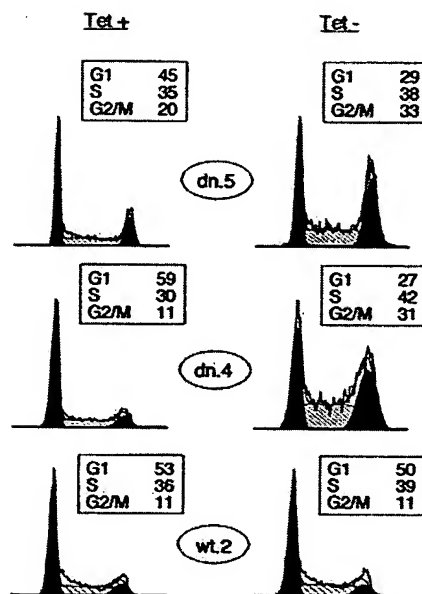 Tet +
Tet -
G1 45
S 35
G2/M 20
G1 29
S 38
G2/M 33
dn.5
G1 59
S 30
G2/M 11
G1 27
S 42
G2/M 31
dn.4
G1 53
S 36
G2/M 11
G1 50
S 39
G2/M 11
wt.2